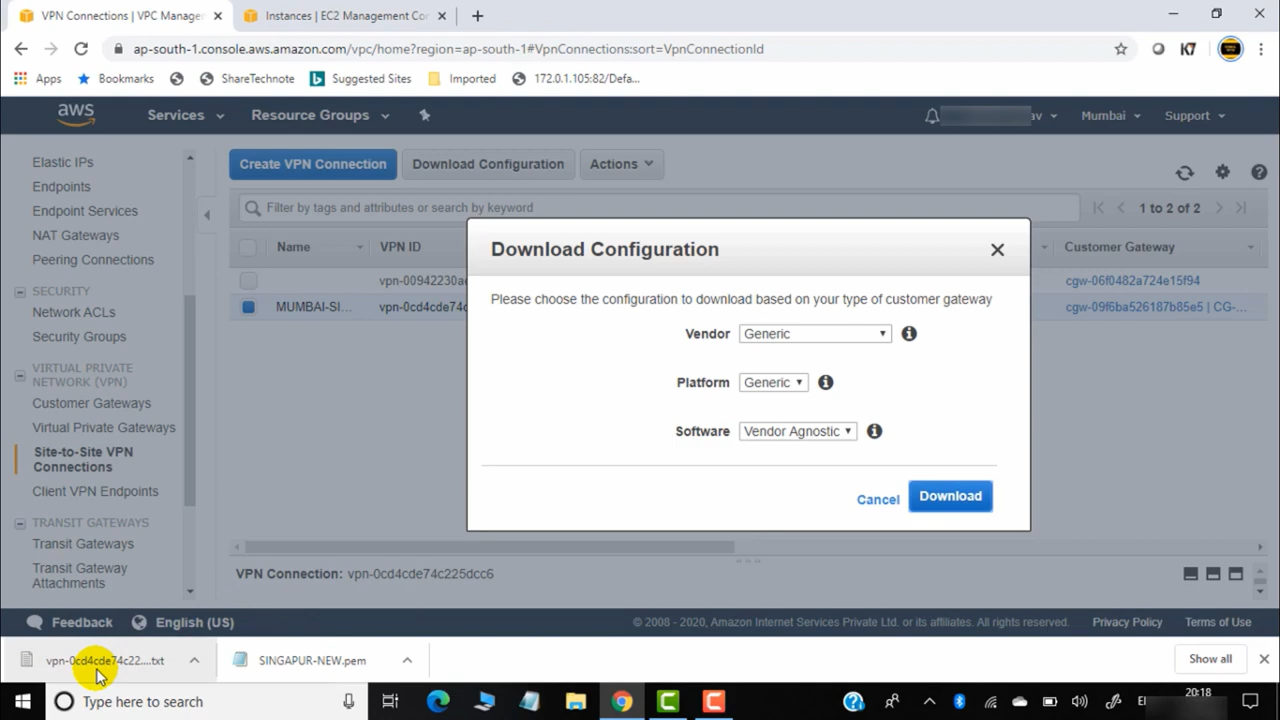 VPN Connections | VPC Manage
Instances | EC2 Management Co
ap-south-1.console.aws.amazon.com/vpc/home?region=ap-south-1#VpnConnections:sort=VpnConnectionId
K7
Apps
Bookmarks
ShareTechnote
Suggested Sites
Imported
172.0.1.105:82/Defa...
aws
Services
Resource Groups
av
Mumbai
Support
Elastic IPs
Endpoints
Endpoint Services
NAT Gateways
Peering Connections
SECURITY
Network ACLs
Security Groups
VIRTUAL PRIVATE
NETWORK (VPN)
Customer Gateways
Virtual Private Gateways
Site-to-Site VPN
Connections
Client VPN Endpoints
TRANSIT GATEWAYS
Transit Gateways
Transit Gateway
Attachments
Create VPN Connection
Download Configuration
Actions
Filter by tags and attributes or search by keyword
1 to 2 of 2
Name
VPN ID
Customer Gateway
vpn-00942230a
cgw-06f0482a724e15f94
MUMBAI-SI...
vpn-0cd4cde74c
cgw-09f6ba526187b85e5 | CG-...
Download Configuration
Please choose the configuration to download based on your type of customer gateway
Vendor
Generic
Platform
Generic
Software
Vendor Agnostic
Cancel
Download
VPN Connection: vpn-0cd4cde74c225dcc6
Feedback
English (US)
© 2008 - 2020, Amazon Internet Services Private Ltd. or its affiliates. All rights reserved.
Privacy Policy
Terms of Use
vpn-0cd4cde74c22....txt
SINGAPUR-NEW.pem
Show all
Type here to search
20:18